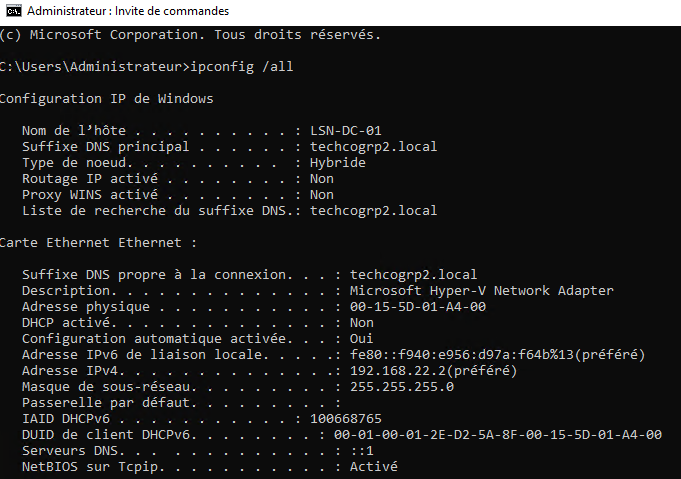 Administrateur : Invite de commandes
(c) Microsoft Corporation. Tous droits réservés.
C:\Users\Administrateur>ipconfig /all
Configuration IP de Windows
Nom de l’hôte . . . . . . . . . . : LSN-DC-01
Suffixe DNS principal . . . . . . : techcogrp2.local
Type de noeud. . . . . . . . . .  : Hybride
Routage IP activé . . . . . . . . : Non
Proxy WINS activé . . . . . . . . : Non
Liste de recherche du suffixe DNS.: techcogrp2.local
Carte Ethernet Ethernet :
Suffixe DNS propre à la connexion. . . : techcogrp2.local
Description. . . . . . . . . . . . . . : Microsoft Hyper-V Network Adapter
Adresse physique . . . . . . . . . . . : 00-15-5D-01-A4-00
DHCP activé. . . . . . . . . . . . . . : Non
Configuration automatique activée. . . : Oui
Adresse IPv6 de liaison locale. . . . .: fe80::f940:e956:d97a:f64b%13(préféré)
Adresse IPv4. . . . . . . . . . . . . .: 192.168.22.2(préféré)
Masque de sous-réseau. . . . . . . . . : 255.255.255.0
Passerelle par défaut. . . . . . . . . :
IAID DHCPv6 . . . . . . . . . . . : 100668765
DUID de client DHCPv6. . . . . . . . : 00-01-00-01-2E-D2-5A-8F-00-15-5D-01-A4-00
Serveurs DNS. . .  . . . . . . . . . . : ::1
NetBIOS sur Tcpip. . . . . . . . . . . : Activé